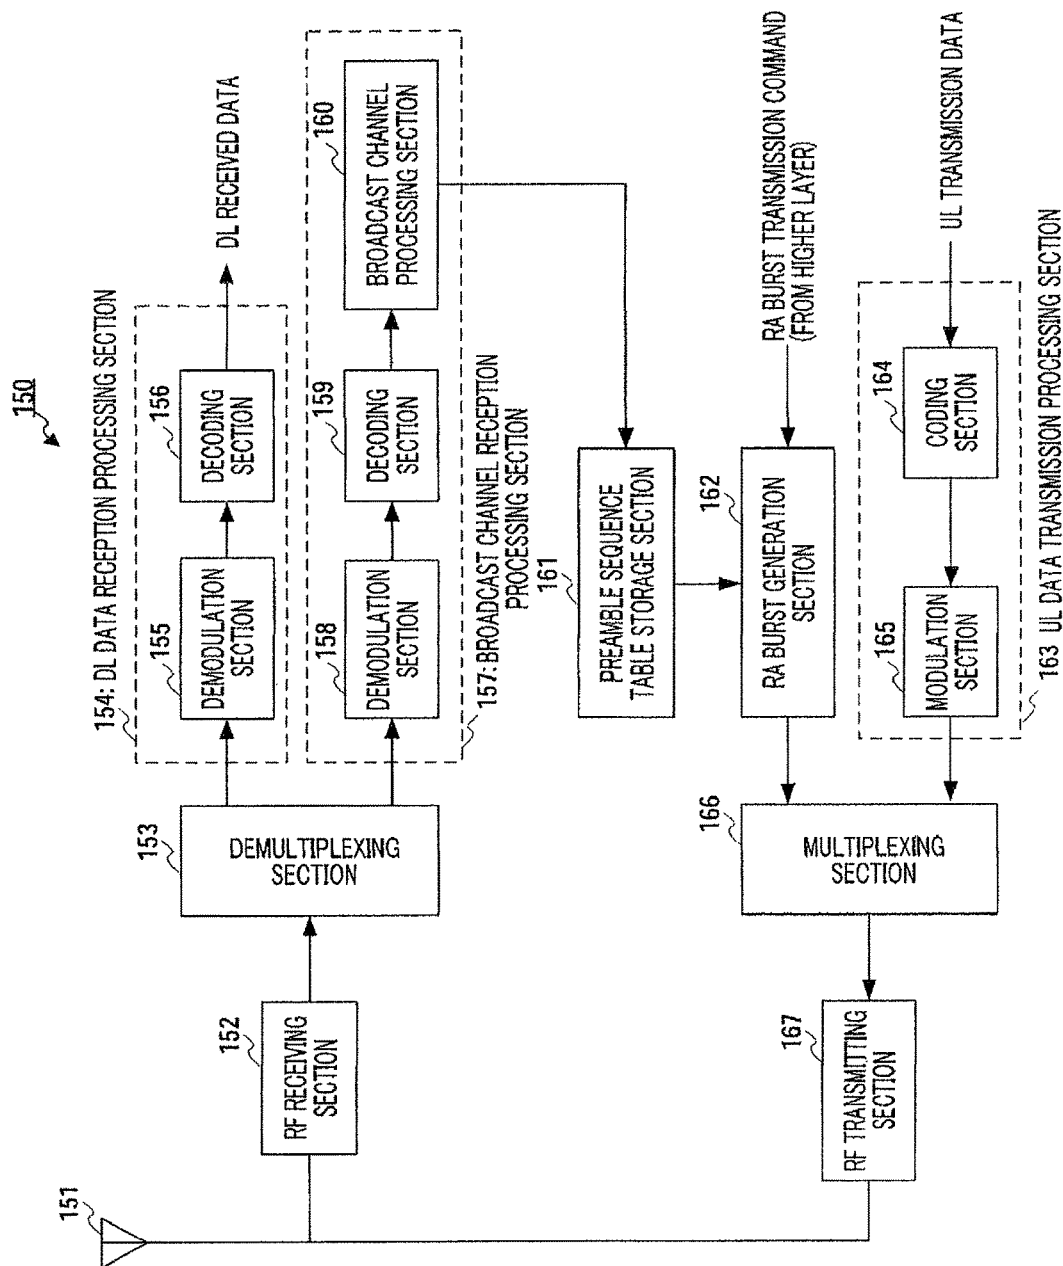 150
151
152
RF RECEIVING
SECTION
153
DEMULTIPLEXING
SECTION
154: DL DATA RECEPTION PROCESSING SECTION
155
DEMODULATION
SECTION
156
DECODING
SECTION
DL RECEIVED DATA
157: BROADCAST CHANNEL RECEPTION
PROCESSING SECTION
158
DEMODULATION
SECTION
159
DECODING
SECTION
160
BROADCAST CHANNEL
PROCESSING SECTION
161
PREAMBLE SEQUENCE
TABLE STORAGE SECTION
162
RA BURST GENERATION
SECTION
RA BURST TRANSMISSION COMMAND
(FROM HIGHER LAYER)
163 UL DATA TRANSMISSION PROCESSING SECTION
164
CODING
SECTION
UL TRANSMISSION DATA
165
MODULATION
SECTION
166
MULTIPLEXING
SECTION
167
RF TRANSMITTING
SECTION